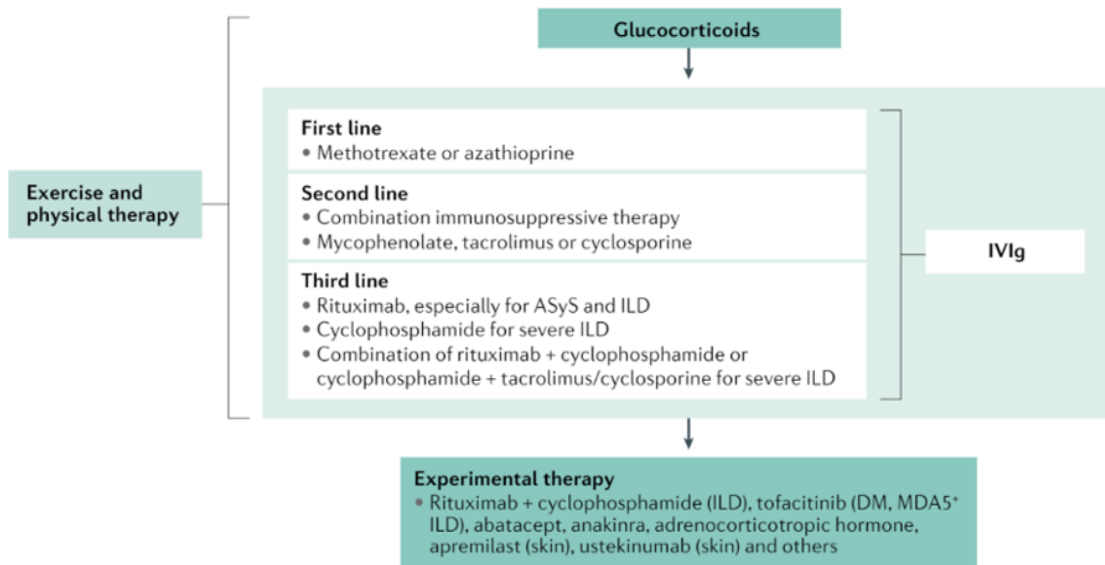 Glucocorticoids
First line
• Methotrexate or azathioprine
Exercise and
physical therapy
Second line
• Combination immunosuppressive therapy
• Mycophenolate, tacrolimus or cyclosporine
IVIg
Third line
• Rituximab, especially for ASyS and ILD
• Cyclophosphamide for severe ILD
• Combination of rituximab + cyclophosphamide or
cyclophosphamide + tacrolimus/cyclosporine for severe ILD
Experimental therapy
• Rituximab + cyclophosphamide (ILD), tofacitinib (DM, MDA5⁺
ILD), abatacept, anakinra, adrenocorticotropic hormone,
apremilast (skin), ustekinumab (skin) and others